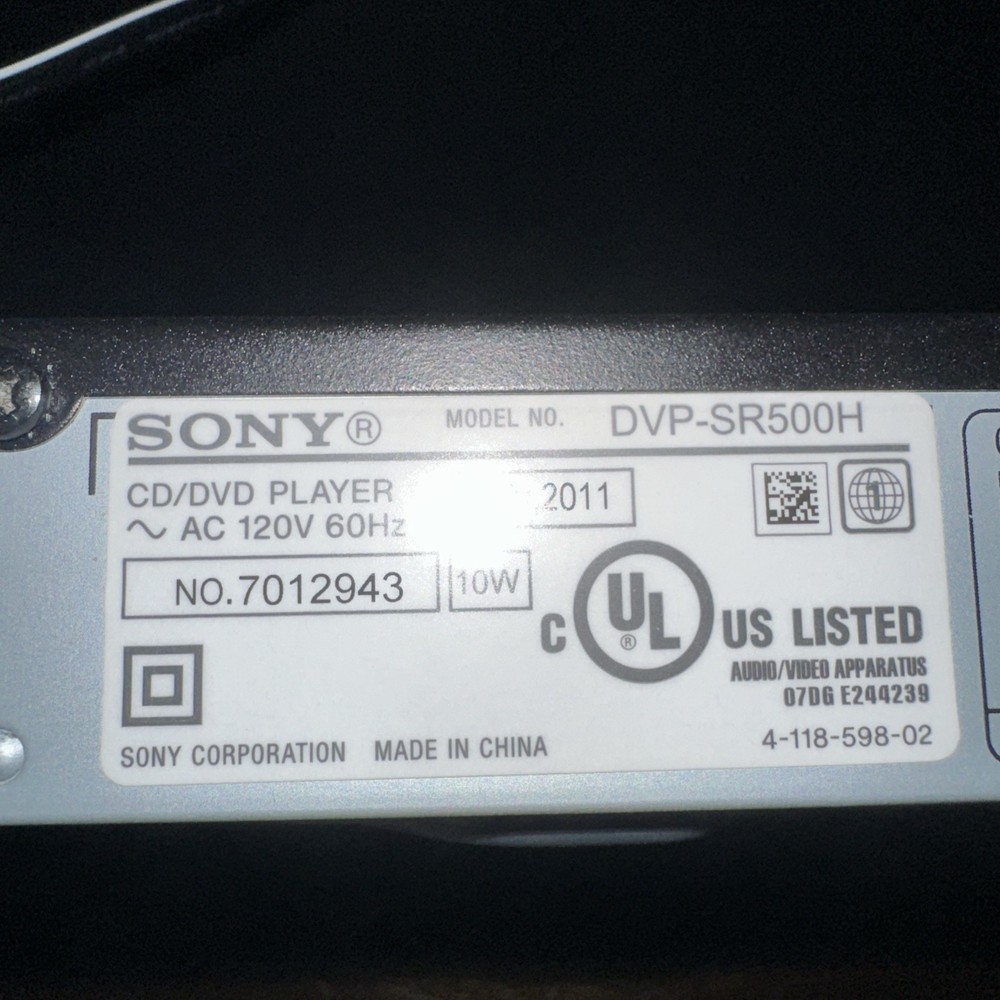 SONY® MODEL NO. DVP-SR500H
CD/DVD PLAYER 2011
~ AC 120V 60Hz
NO.7012943 10W
1
C UL® US LISTED
AUDIO/VIDEO APPARATUS
07DG E244239
4-118-598-02
SONY CORPORATION MADE IN CHINA